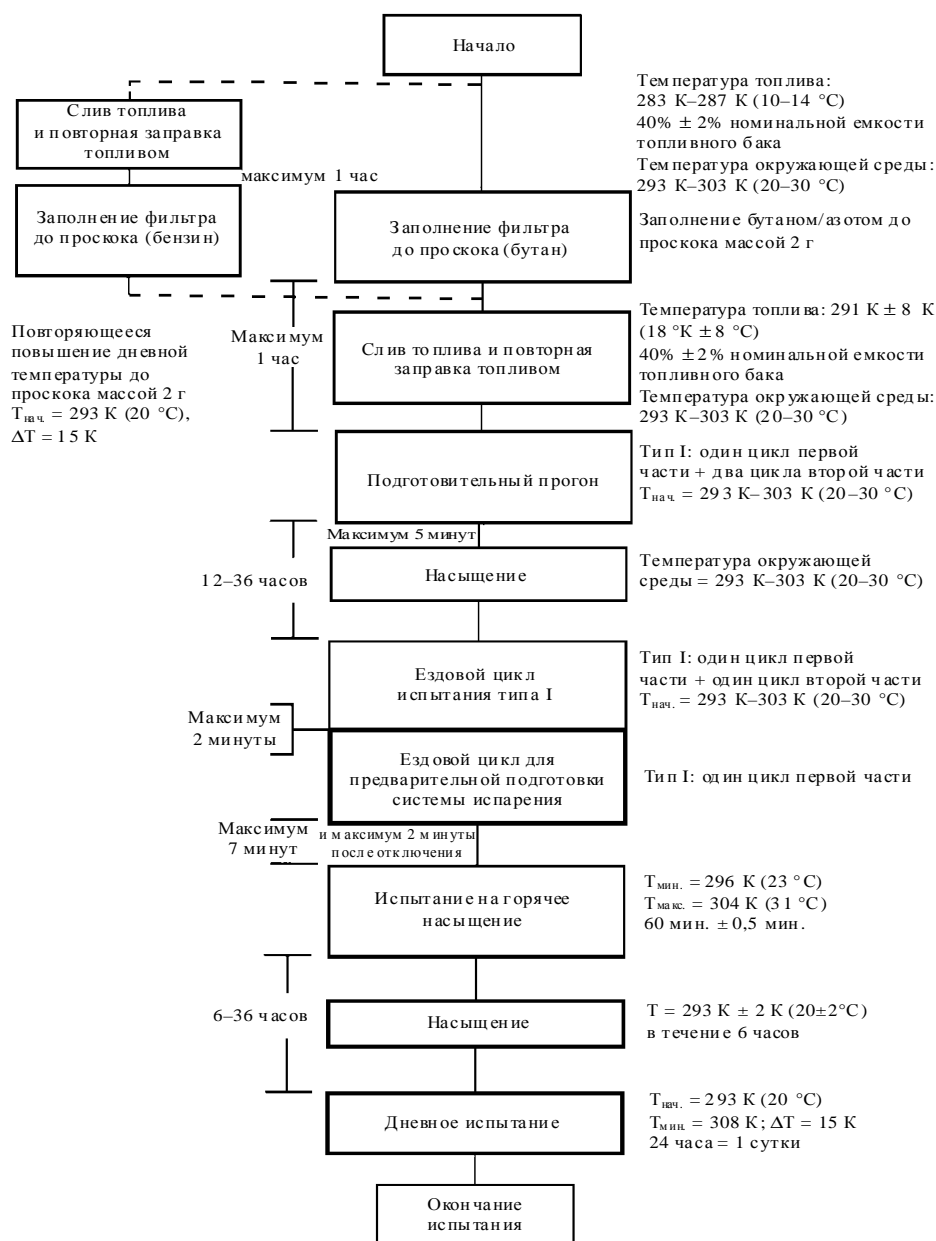 Начало
Температура топлива:
283 К–287 К (10–14 °С)
40% ± 2% номинальной емкости
топливного бака
Температура окружающей среды:
293 К–303 К (20–30 °С)
Слив топлива
и повторная заправка
топливом
максимум 1 час
Заполнение фильтра
до проскока (бензин)
Заполнение фильтра
до проскока (бутан)
Заполнение бутаном/азотом до
проскока массой 2 г
Повторяющееся
повышение дневной
температуры до
проскока массой 2 г
Tнач. = 293 К (20 °С),
ΔT = 15 К
Максимум
1 час
Слив топлива и повторная
заправка топливом
Температура топлива: 291 К ± 8 К
(18 °К ± 8 °С)
40% ± 2% номинальной емкости
топливного бака
Температура окружающей среды:
293 К–303 К (20–30 °С)
Подготовительный прогон
Тип I: один цикл первой
части + два цикла второй части
Tнач. = 293 К–303 К (20–30 °С)
Максимум 5 минут
12–36 часов
Насыщение
Температура окружающей
среды = 293 К–303 К (20–30 °С)
Ездовой цикл
испытания типа I
Тип I: один цикл первой
части + один цикл второй части
Tнач. = 293 К–303 К (20–30 °С)
Максимум
2 минуты
Ездовой цикл для
предварительной подготовки
системы испарения
Тип I: один цикл первой части
Максимум
7 минут
и максимум 2 минуты
после отключения
Испытание на горячее
насыщение
Tмин. = 296 К (23 °С)
Tмакс. = 304 К (31 °С)
60 мин. ± 0,5 мин.
6–36 часов
Насыщение
T = 293 К ± 2 К (20±2°С)
в течение 6 часов
Дневное испытание
Tнач. = 293 К (20 °С)
Tмин. = 308 К; ΔT = 15 К
24 часа = 1 сутки
Окончание
испытания